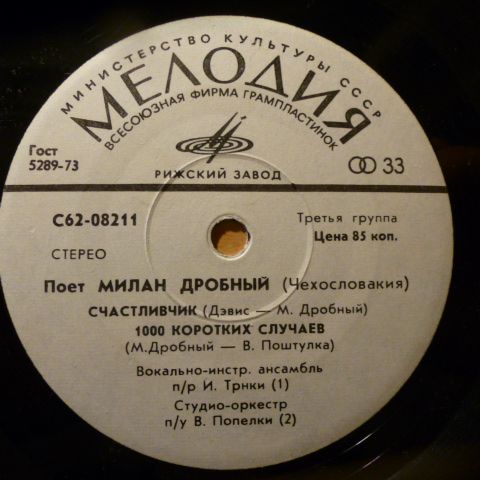 МИНИСТЕРСТВО КУЛЬТУРЫ СССР
МЕЛОДИЯ
ВСЕСОЮЗНАЯ ФИРМА ГРАМПЛАСТИНОК
Гост
5289-73
33
РИЖСКИЙ ЗАВОД
С62-08211
Третья группа
Цена 85 коп.
СТЕРЕО
Поет МИЛАН ДРОБНЫЙ (Чехословакия)
СЧАСТЛИВЧИК (Дэвис — М. Дробный)
1000 КОРОТКИХ СЛУЧАЕВ
(М.Дробный — В. Поштулка)
Вокально-инстр. ансамбль
п/р И. Трнки (1)
Студио-оркестр
п/у В. Попелки (2)